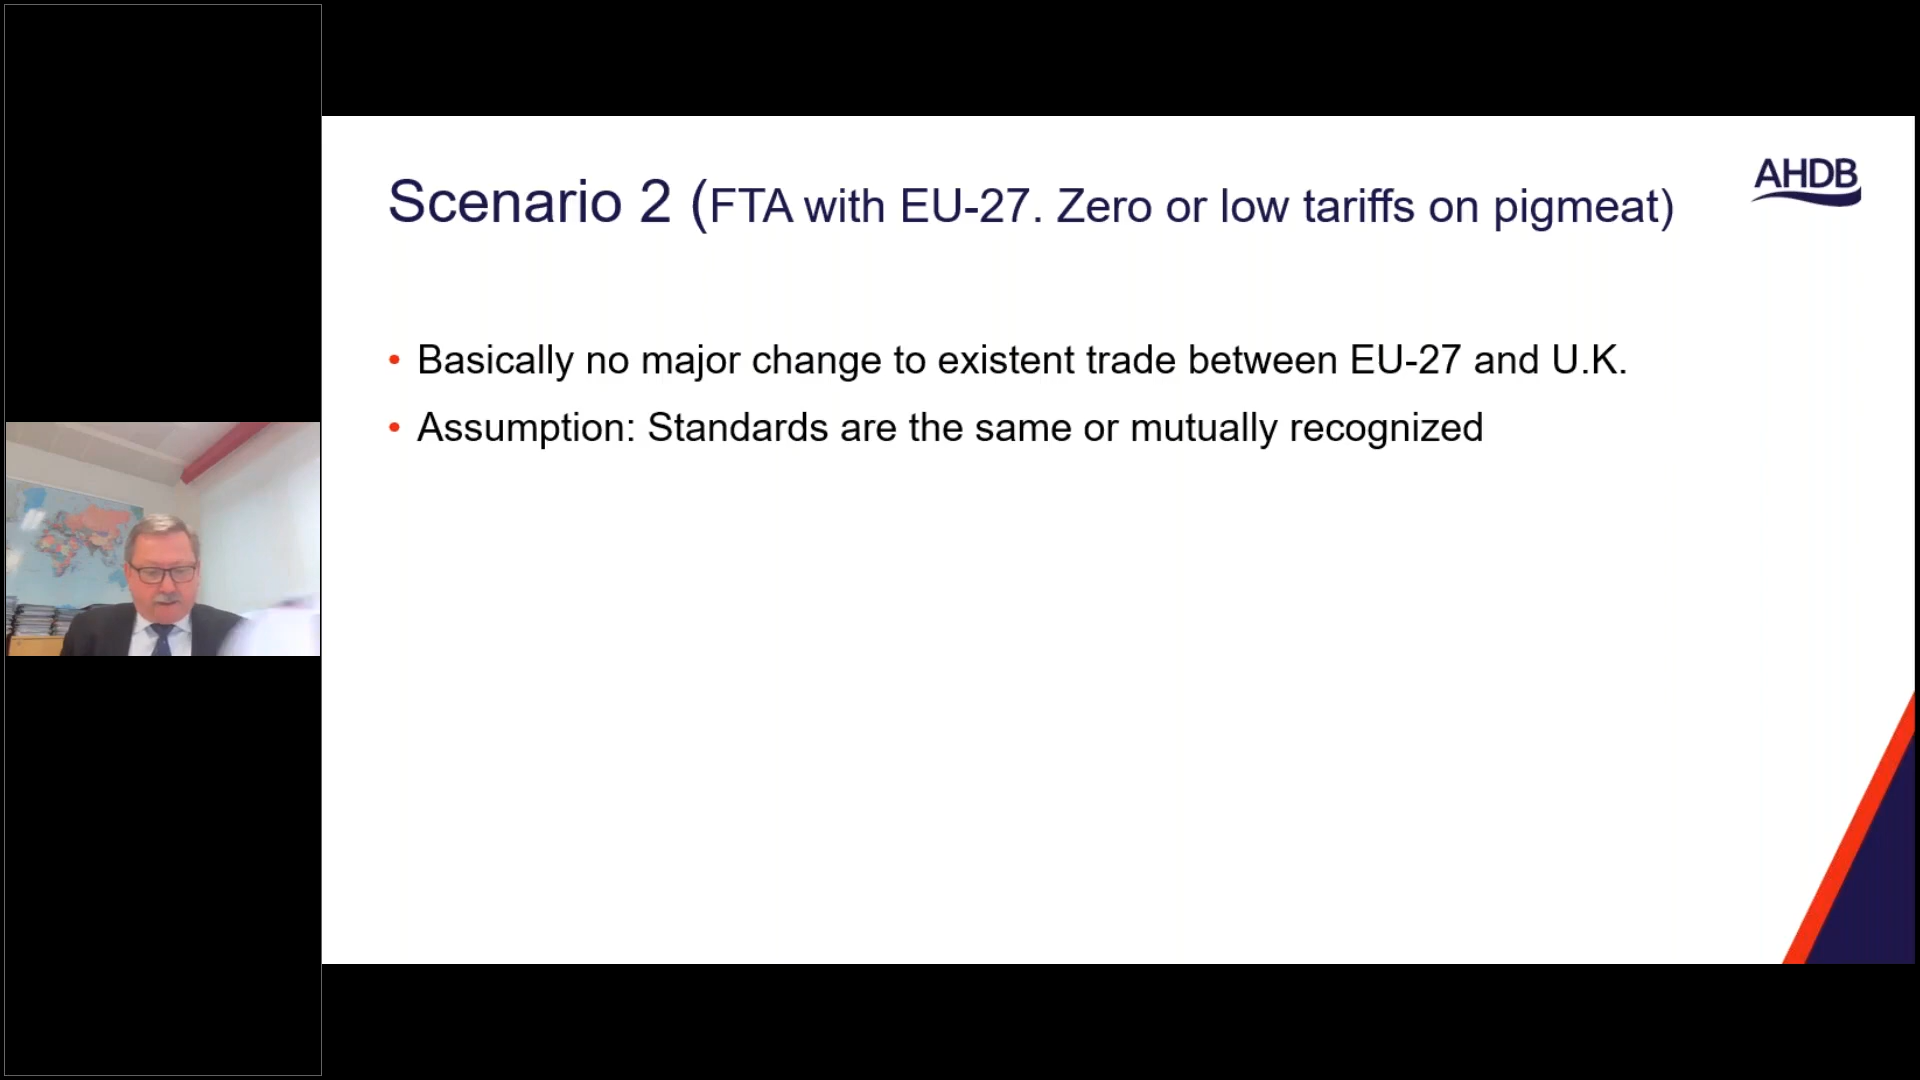 Scenario 2 (FTA with EU-27. Zero or low tariffs on pigmeat)
AHDB
• Basically no major change to existent trade between EU-27 and U.K.
• Assumption: Standards are the same or mutually recognized